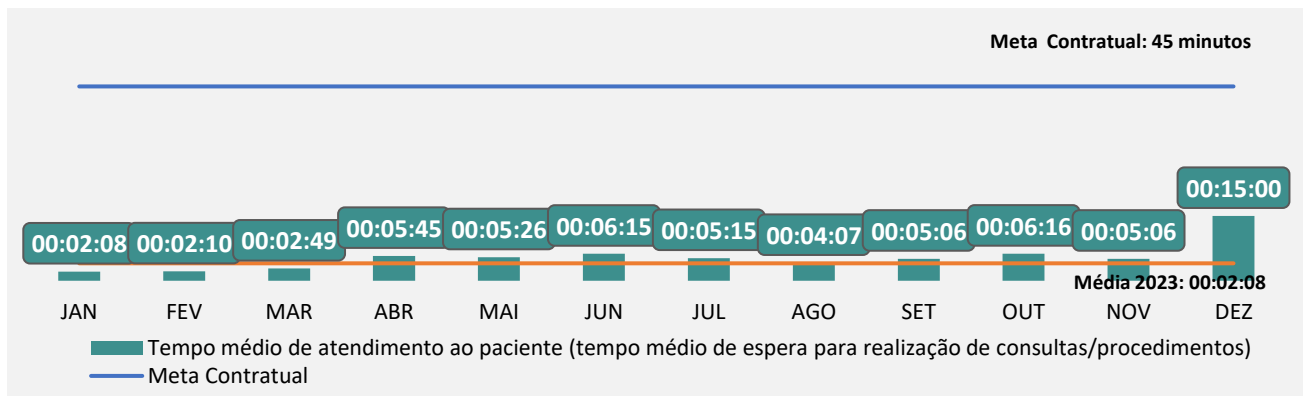 Meta Contratual: 45 minutos
00:02:08 00:02:10 00:02:49 00:05:45 00:05:26 00:06:15 00:05:15 00:04:07 00:05:06 00:06:16 00:05:06 00:15:00
Média 2023: 00:02:08
JAN FEV MAR ABR MAI JUN JUL AGO SET OUT NOV DEZ
Tempo médio de atendimento ao paciente (tempo médio de espera para realização de consultas/procedimentos)
Meta Contratual